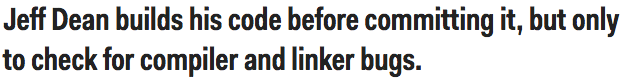 Jeff Dean builds his code before committing it, but only
to check for compiler and linker bugs.